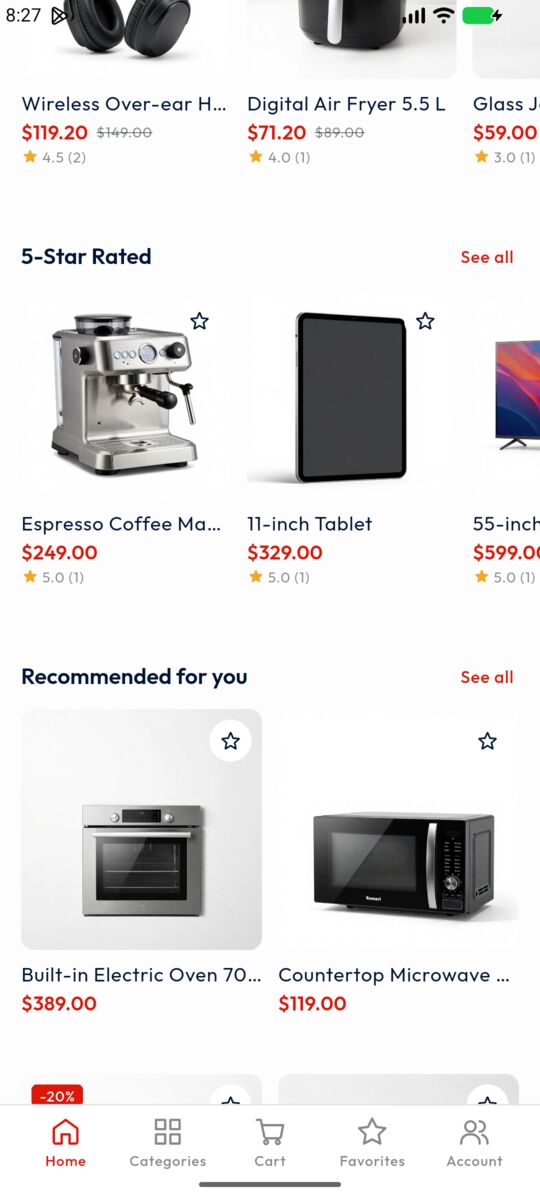 8:27
Wireless Over-ear H...
Digital Air Fryer 5.5 L
Glass J
$119.20 $149.00
$71.20 $89.00
$59.00
4.5 (2)
4.0 (1)
3.0 (1)
5-Star Rated
See all
Espresso Coffee Ma...
11-inch Tablet
55-inch
$249.00
$329.00
$599.0
5.0 (1)
5.0 (1)
5.0 (1)
Recommended for you
See all
Built-in Electric Oven 70...
Countertop Microwave ...
$389.00
$119.00
-20%
Home
Categories
Cart
Favorites
Account